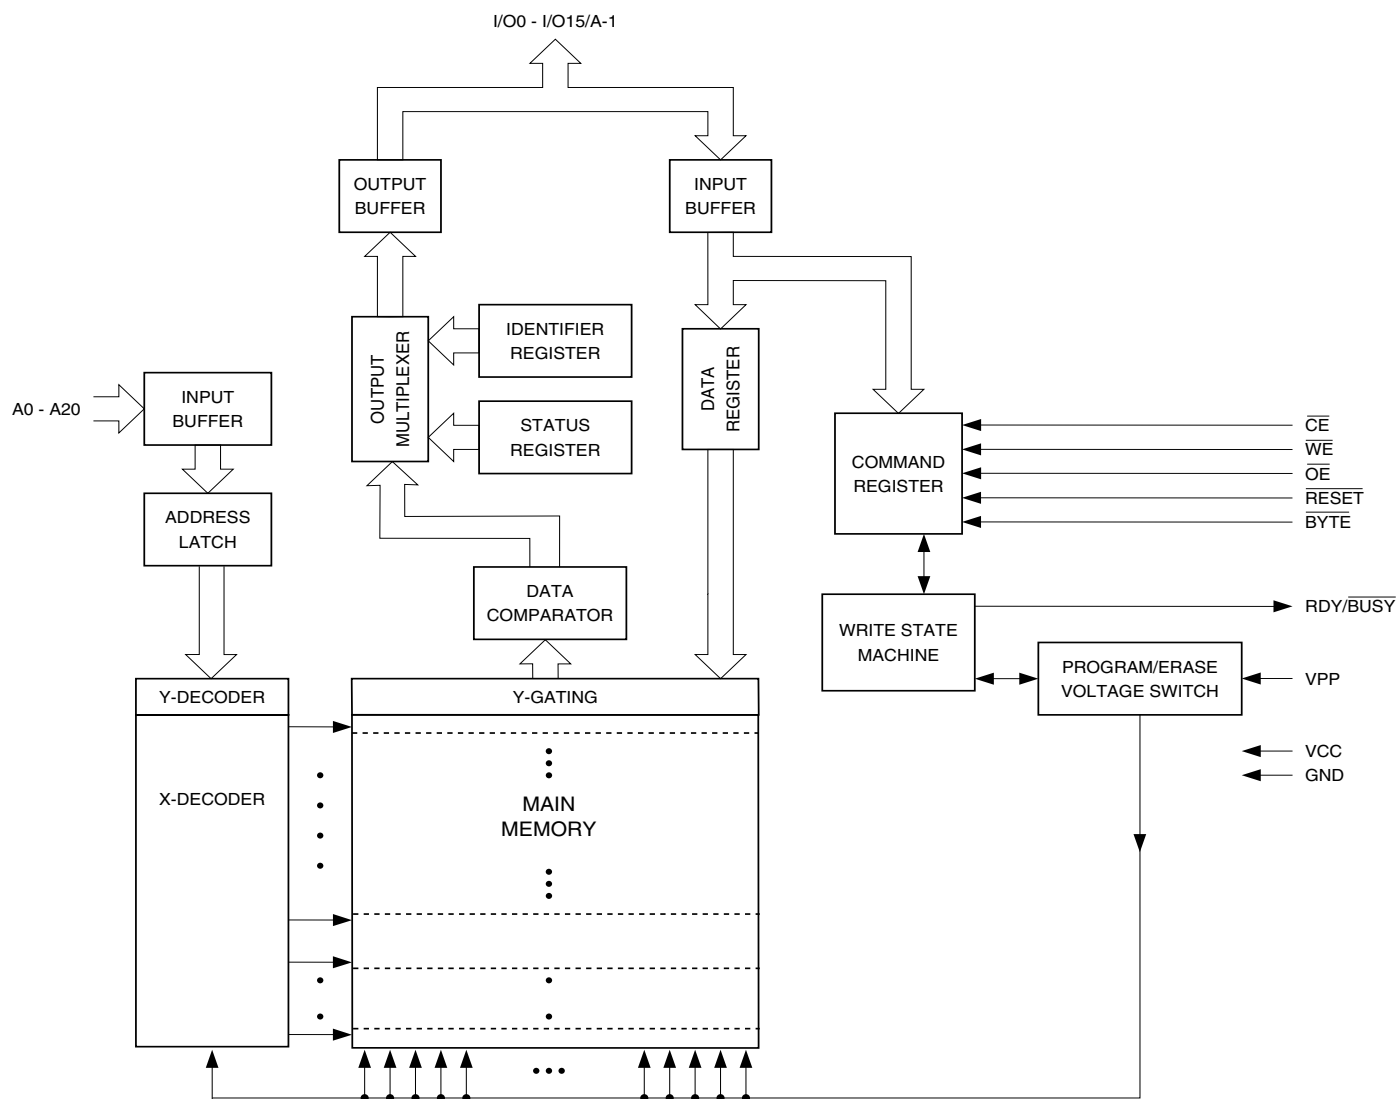 I/O0 - I/O15/A-1
OUTPUT
BUFFER
INPUT
BUFFER
IDENTIFIER
REGISTER
OUTPUT
MULTIPLEXER
DATA
REGISTER
A0 - A20
INPUT
BUFFER
STATUS
REGISTER
COMMAND
REGISTER
CE
WE
OE
RESET
BYTE
ADDRESS
LATCH
DATA
COMPARATOR
WRITE STATE
MACHINE
RDY/BUSY
PROGRAM/ERASE
VOLTAGE SWITCH
VPP
Y-DECODER
Y-GATING
VCC
GND
X-DECODER
MAIN
MEMORY